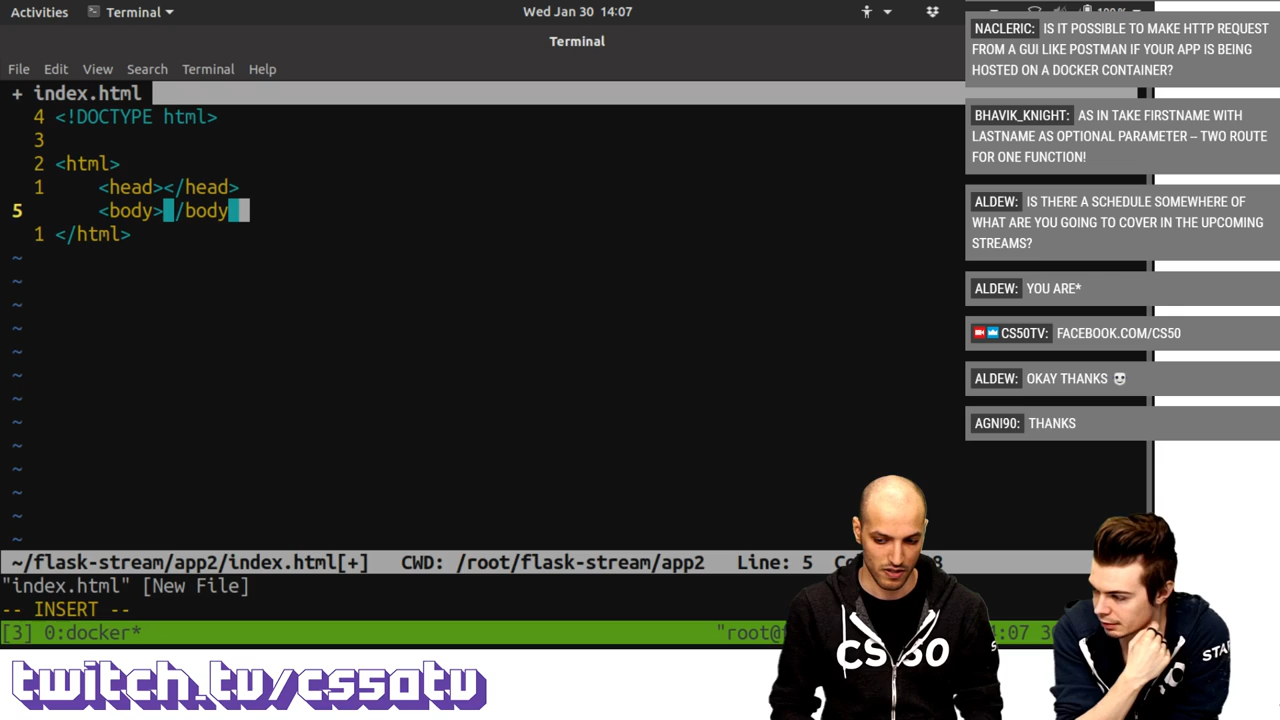 Activities Terminal Wed Jan 30 14:07
Terminal
File Edit View Search Terminal Help
+ index.html
4 <!DOCTYPE html>
3
2 <html>
1 <head></head>
5 <body></body>
1 </html>
~
~
~
~
~
~
~
~
~
~
~
~
~
~/flask-stream/app2/index.html[+] CWD: /root/flask-stream/app2 Line: 5
"index.html" [New File]
-- INSERT --
[3] 0:docker*
NACLERIC: IS IT POSSIBLE TO MAKE HTTP REQUEST
FROM A GUI LIKE POSTMAN IF YOUR APP IS BEING
HOSTED ON A DOCKER CONTAINER?
BHAVIK_KNIGHT: AS IN TAKE FIRSTNAME WITH
LASTNAME AS OPTIONAL PARAMETER – TWO ROUTE
FOR ONE FUNCTION!
ALDEW: IS THERE A SCHEDULE SOMEWHERE OF
WHAT ARE YOU GOING TO COVER IN THE UPCOMING
STREAMS?
ALDEW: YOU ARE*
CS50TV: FACEBOOK.COM/CS50
ALDEW: OKAY THANKS
AGNI90: THANKS
CS50
twitch.tv/cs50tv